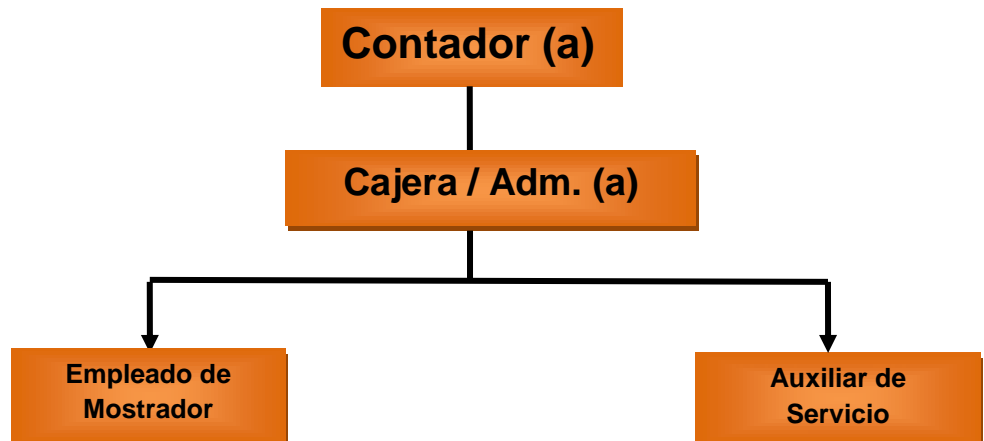 Contador (a)
Cajera / Adm. (a)
Empleado de
Mostrador
Auxiliar de
Servicio